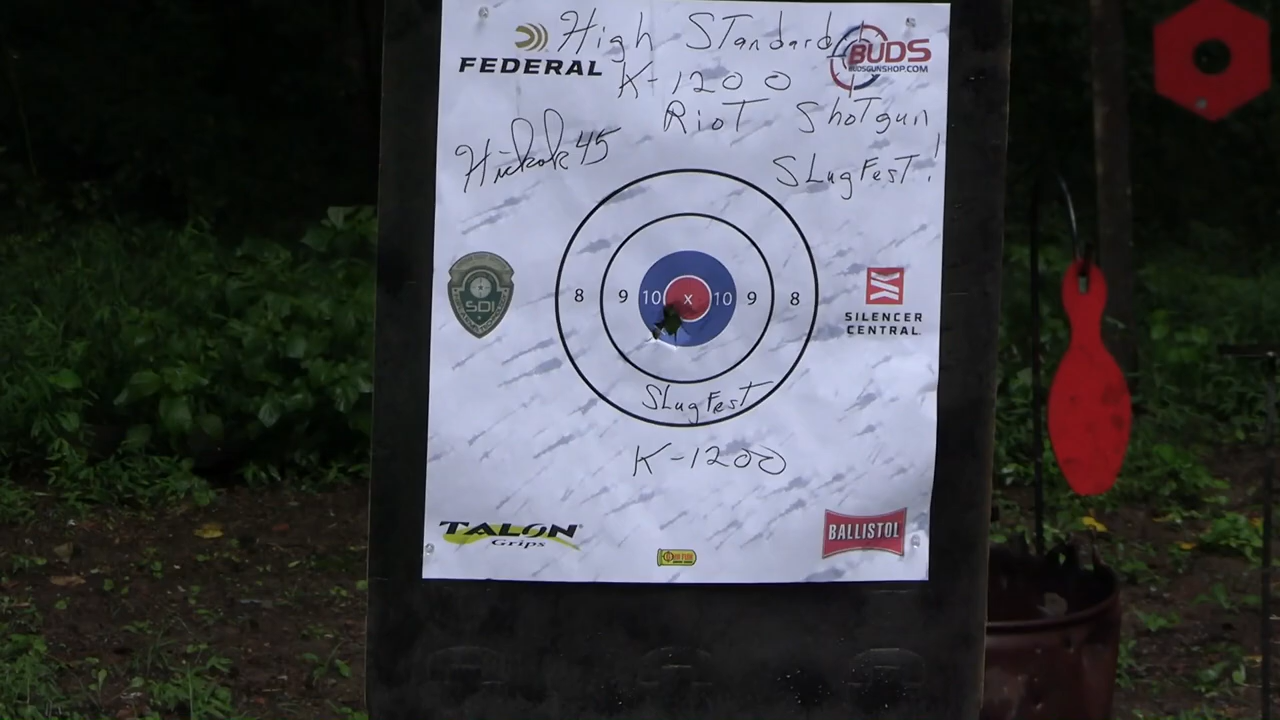 High Standard
FEDERAL
BUDS
BUDSGUNSHOP.COM
K-1200
Riot Shotgun
Hickok45
SLugFest!
8 9 10 x 10 9 8
SDI
SILENCER
CENTRAL
SLugFest
K-1200
TALON
Grips
BALLISTOL